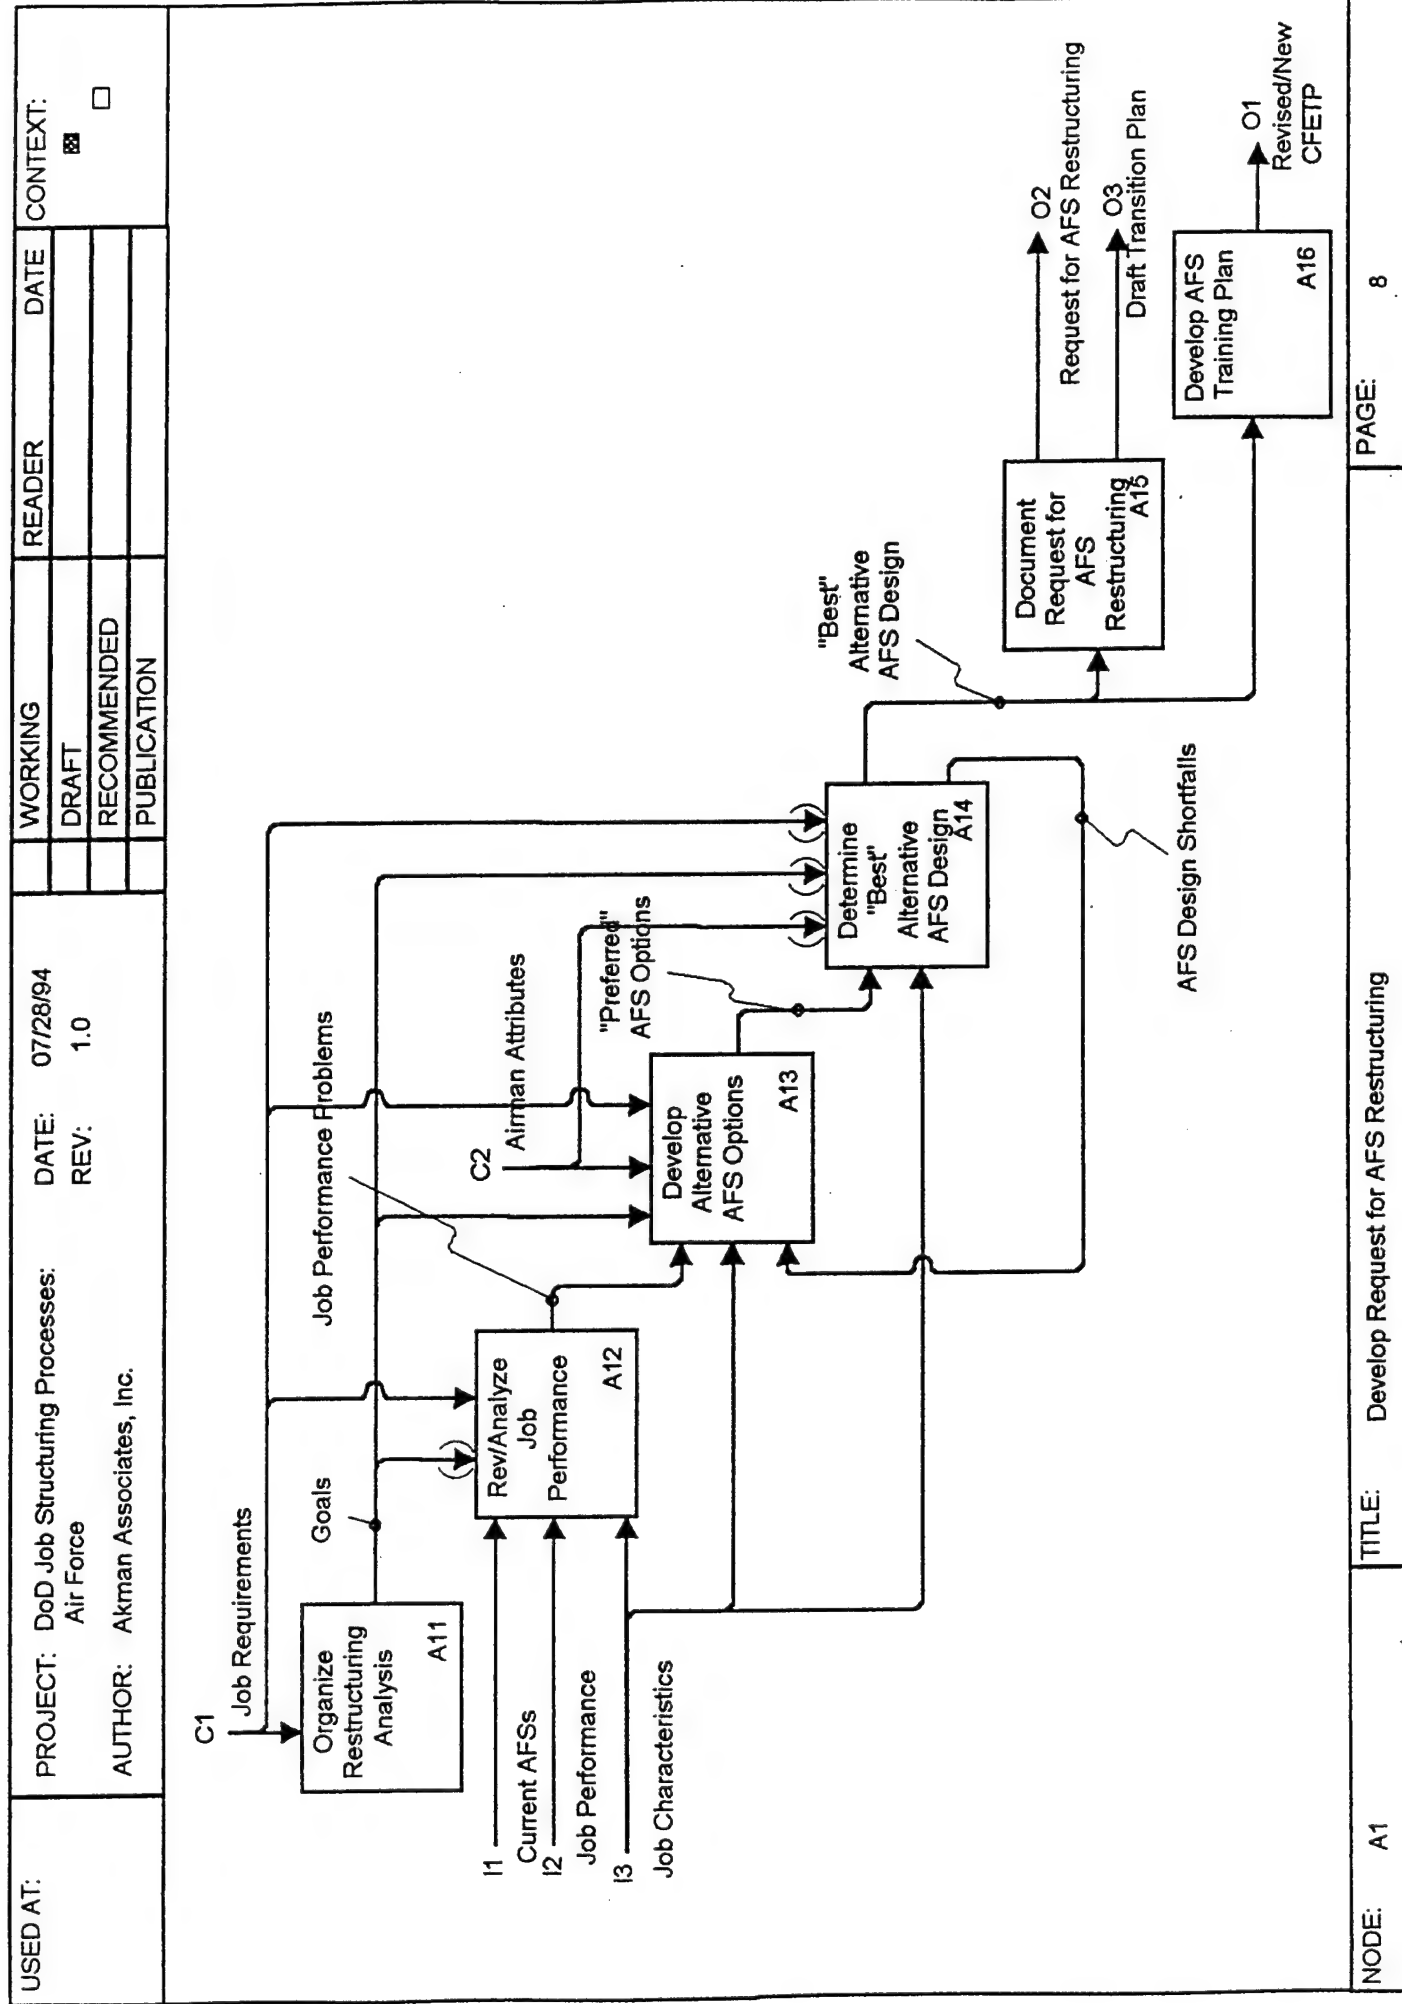 USED AT:
PROJECT: DoD Job Structuring Processes:
Air Force
AUTHOR: Akman Associates, Inc.
DATE: 07/28/94
REV: 1.0
WORKING
DRAFT
RECOMMENDED
PUBLICATION
READER
DATE
CONTEXT:
C1
Job Requirements
Organize
Restructuring
Analysis
A11
Goals
Job Performance Problems
I1
Current AFSs
I2
Job Performance
I3
Job Characteristics
Rev/Analyze
Job
Performance
A12
C2
Airman Attributes
Develop
Alternative
AFS Options
A13
"Preferred"
AFS Options
Determine
"Best"
Alternative
AFS Design
A14
"Best"
Alternative
AFS Design
AFS Design Shortfalls
Document
Request for
AFS
Restructuring
A15
O2
Request for AFS Restructuring
O3
Draft Transition Plan
Develop AFS
Training Plan
A16
O1
Revised/New
CFETP
NODE: A1
TITLE: Develop Request for AFS Restructuring
PAGE: 8